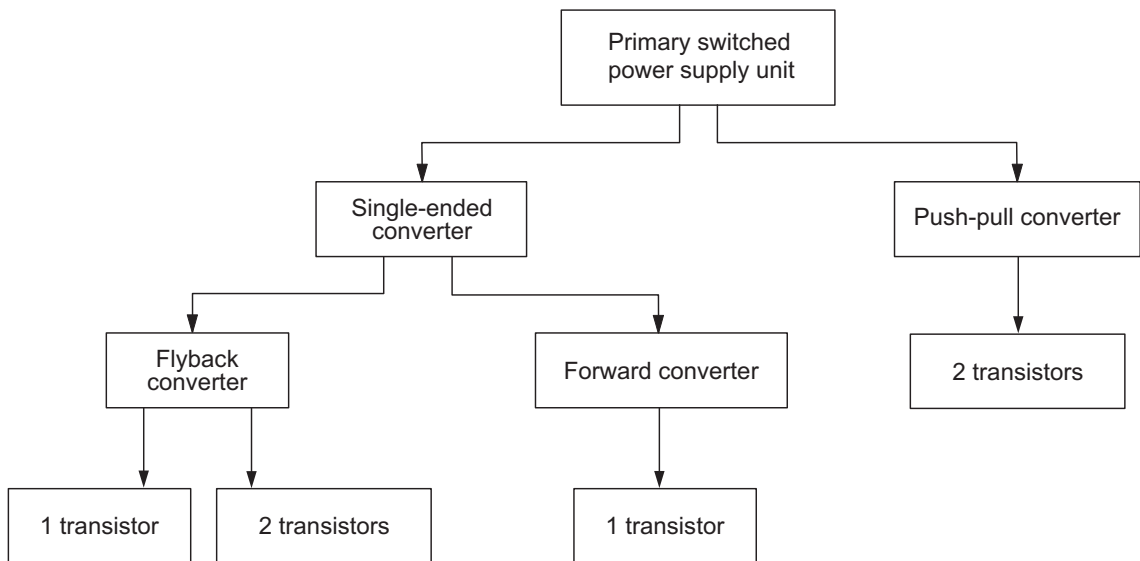 Primary switched
power supply unit
Single-ended
converter
Push-pull converter
Flyback
converter
Forward converter
2 transistors
1 transistor
2 transistors
1 transistor